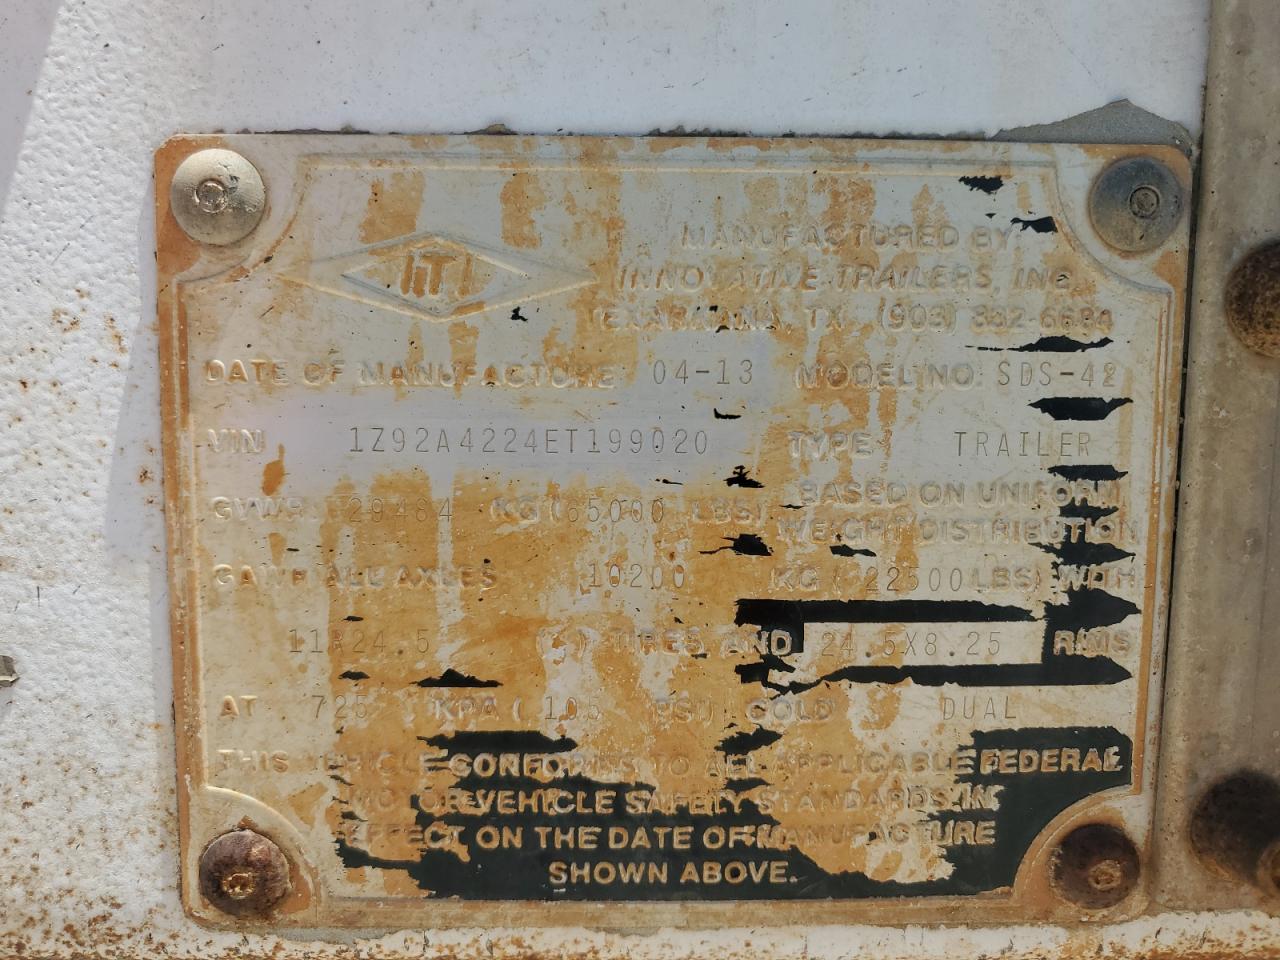 ITI
MANUFACTURED BY
INNOVATIVE TRAILERS, INC.
TEXARKANA, TX (903) 832-6684
DATE OF MANUFACTURE 04-13 MODEL NO. SDS-42
VIN 1Z92A4224ET199020 TYPE TRAILER
GVWR 29484 KG (65000 LBS) BASED ON UNIFORM
WEIGHT DISTRIBUTION
GAWR ALL AXLES 10200 KG (22500 LBS) WITH
11R24.5 ( ) TIRES AND 24.5X8.25 RIMS
AT 725 KPA (105 PSI) COLD DUAL
THIS VEHICLE CONFORMS TO ALL APPLICABLE FEDERAL
MOTOR VEHICLE SAFETY STANDARDS IN
EFFECT ON THE DATE OF MANUFACTURE
SHOWN ABOVE.